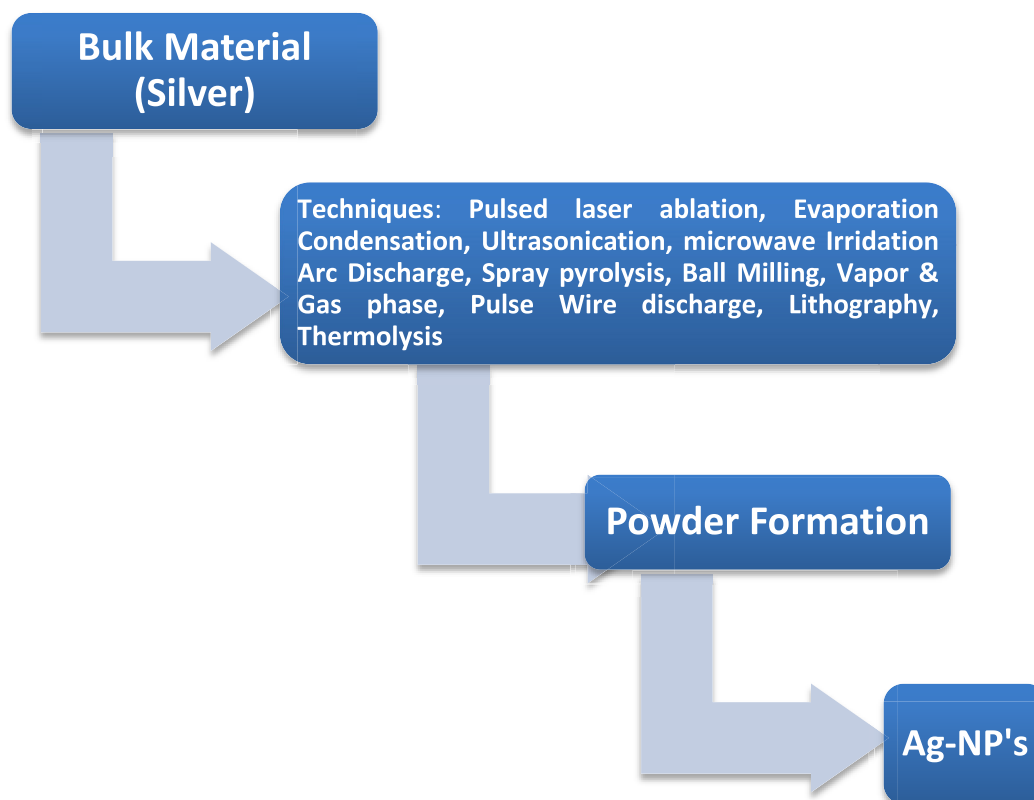 Bulk Material
(Silver)
Techniques: Pulsed laser ablation, Evaporation
Condensation, Ultrasonication, microwave Irridation
Arc Discharge, Spray pyrolysis, Ball Milling, Vapor &
Gas phase, Pulse Wire discharge, Lithography,
Thermolysis
Powder Formation
Ag-NP's